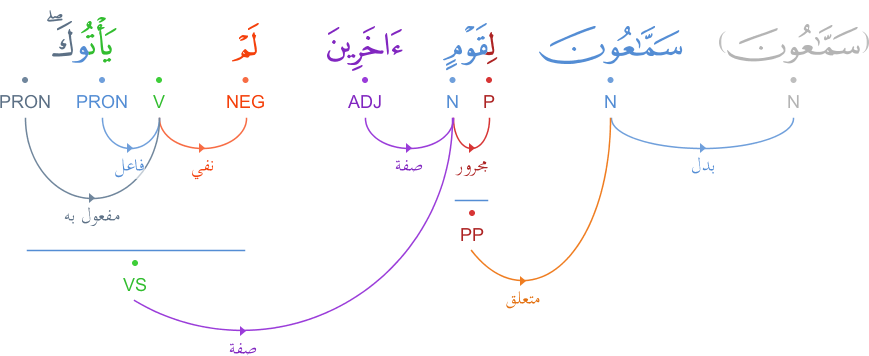 (سَمَّـٰعُونَ) سَمَّـٰعُونَ لِقَوْمٍ ءَاخَرِينَ لَمْ يَأْتُوكَ ۖ
N N P N ADJ NEG V PRON PRON
بدل مجرور صفة نفي فاعل
مفعول به
PP
VS
متعلق
صفة